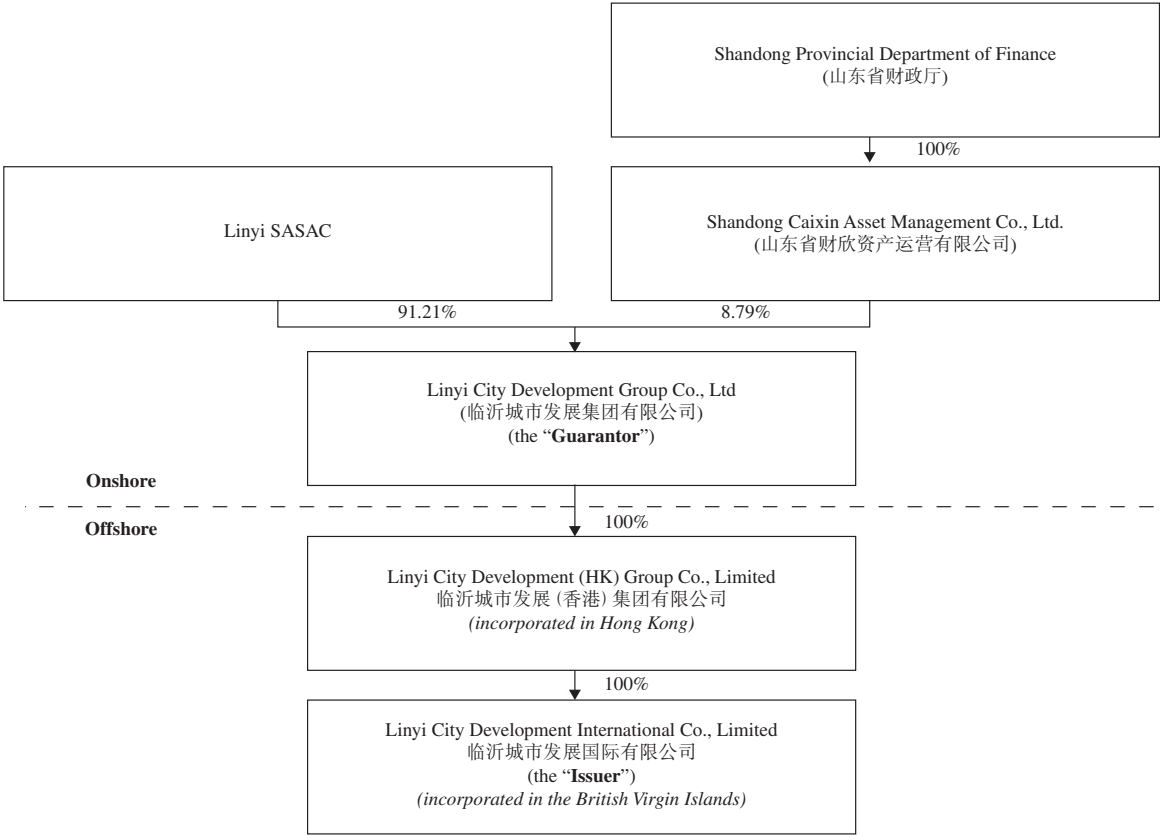 Shandong Provincial Department of Finance
(山东省财政厅)
100%
Linyi SASAC
Shandong Caixin Asset Management Co., Ltd.
(山东省财欣资产运营有限公司)
91.21%
8.79%
Linyi City Development Group Co., Ltd
(临沂城市发展集团有限公司)
(the “Guarantor”)
Onshore
Offshore
100%
Linyi City Development (HK) Group Co., Limited
临沂城市发展(香港)集团有限公司
(incorporated in Hong Kong)
100%
Linyi City Development International Co., Limited
临沂城市发展国际有限公司
(the “Issuer”)
(incorporated in the British Virgin Islands)